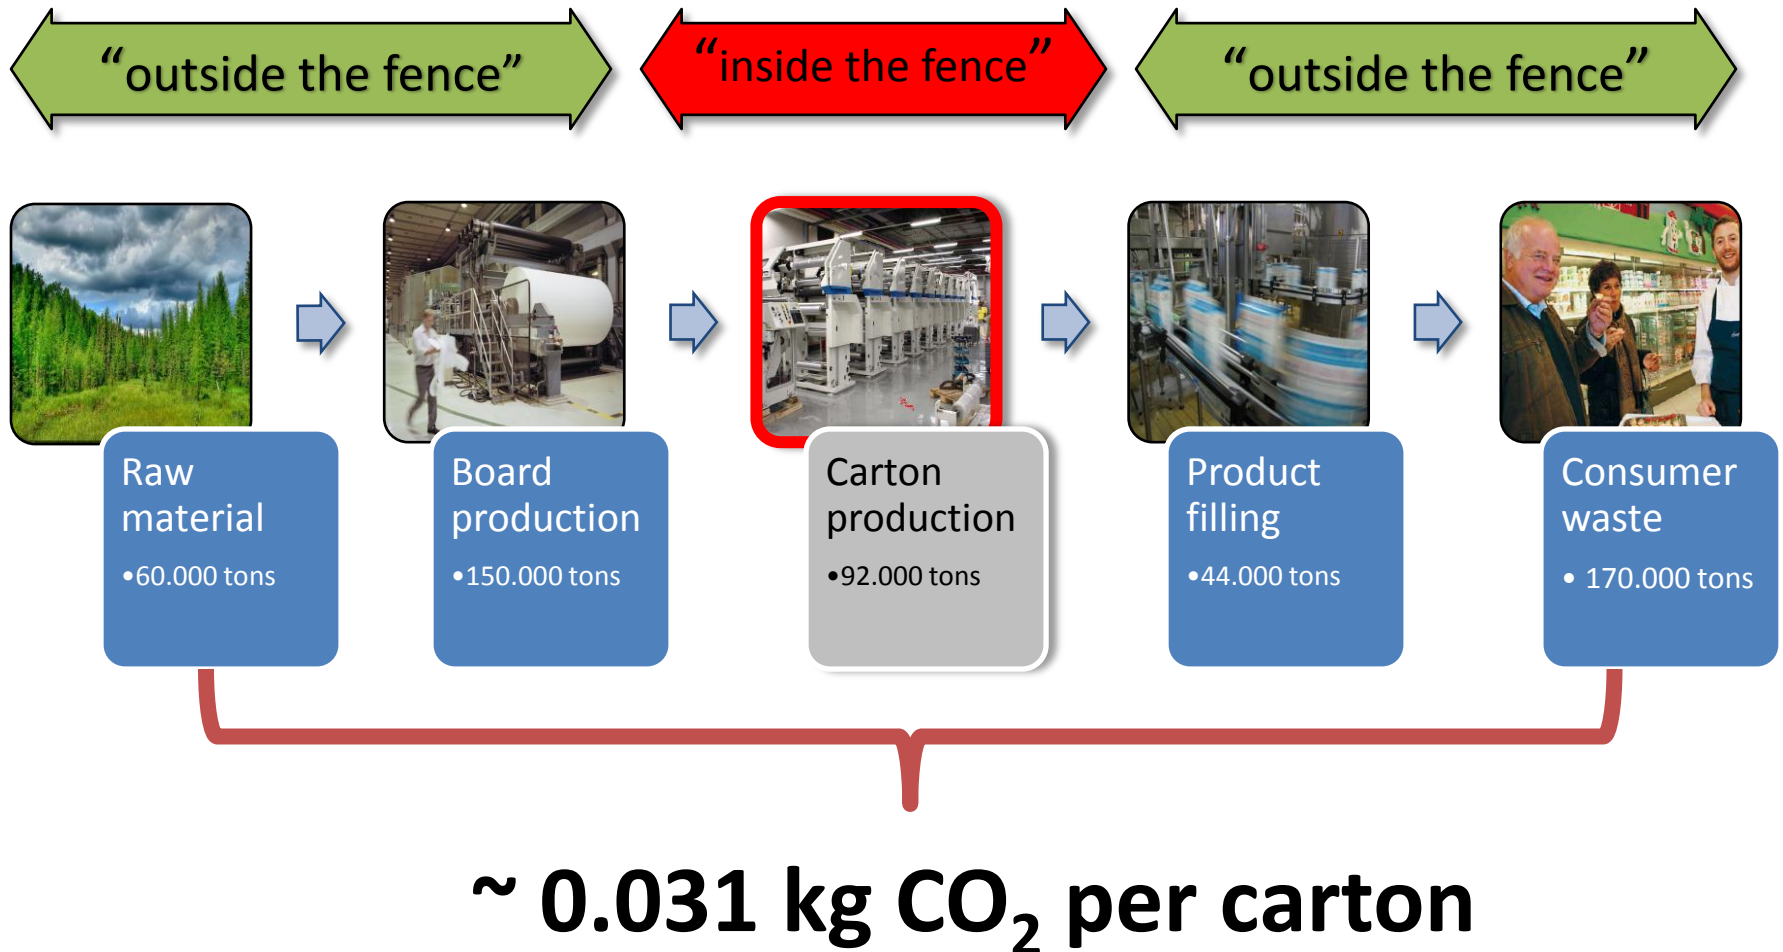 “outside the fence”
“inside the fence”
“outside the fence”
Raw
material
•60.000 tons
Board
production
•150.000 tons
Carton
production
•92.000 tons
Product
filling
•44.000 tons
Consumer
waste
• 170.000 tons
~ 0.031 kg CO₂ per carton